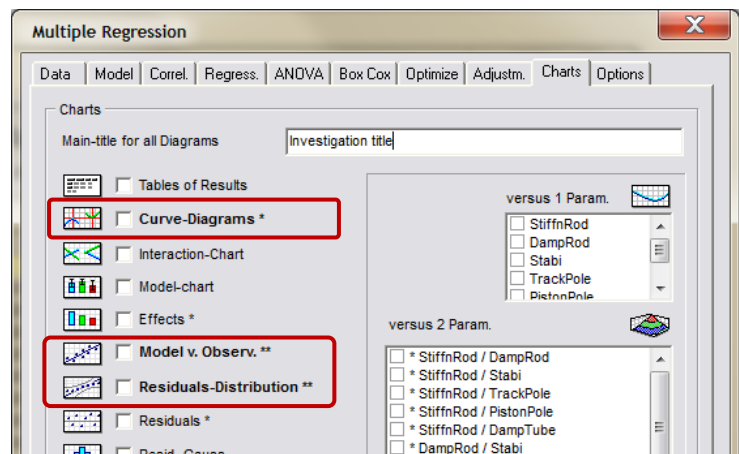 Multiple Regression
Data Model Correl. Regress. ANOVA Box Cox Optimize Adjustm. Charts Options
Charts
Main-title for all Diagrams Investigation title
Tables of Results
Curve-Diagrams *
Interaction-Chart
Model-chart
Effects *
Model v. Observ. **
Residuals-Distribution **
Residuals *
versus 1 Param.
StiffnRod
DampRod
Stabi
TrackPole
PistonPole
versus 2 Param.
* StiffnRod / DampRod
* StiffnRod / Stabi
* StiffnRod / TrackPole
* StiffnRod / PistonPole
* StiffnRod / DampTube
* DampRod / Stabi